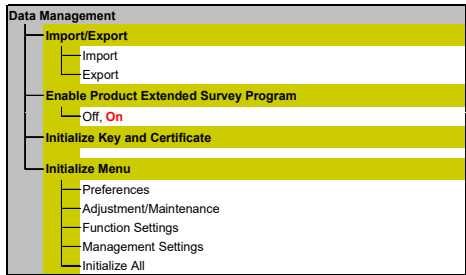 Data Management
Import/Export
Import
Export
Enable Product Extended Survey Program
Off, On
Initialize Key and Certificate
Initialize Menu
Preferences
Adjustment/Maintenance
Function Settings
Management Settings
Initialize All